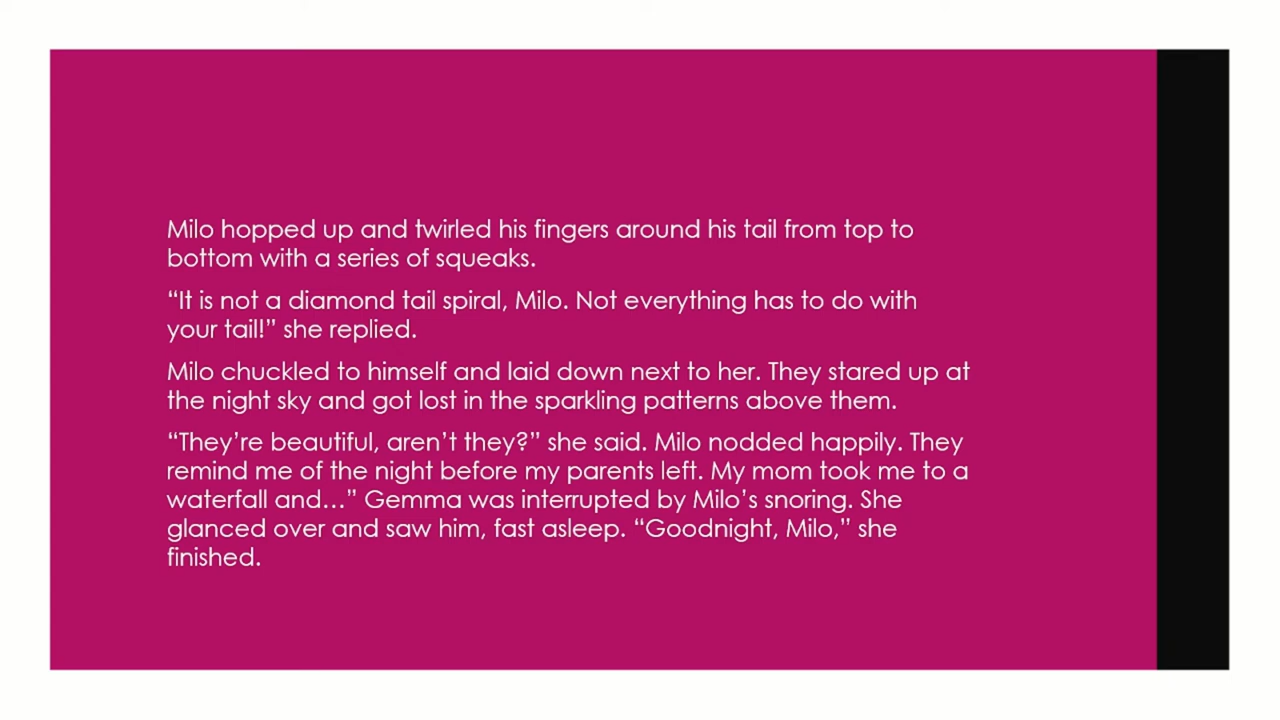 Milo hopped up and twirled his fingers around his tail from top to
bottom with a series of squeaks.
“It is not a diamond tail spiral, Milo. Not everything has to do with
your tail!” she replied.
Milo chuckled to himself and laid down next to her. They stared up at
the night sky and got lost in the sparkling patterns above them.
“They’re beautiful, aren’t they?” she said. Milo nodded happily. They
remind me of the night before my parents left. My mom took me to a
waterfall and…” Gemma was interrupted by Milo’s snoring. She
glanced over and saw him, fast asleep. “Goodnight, Milo,” she
finished.